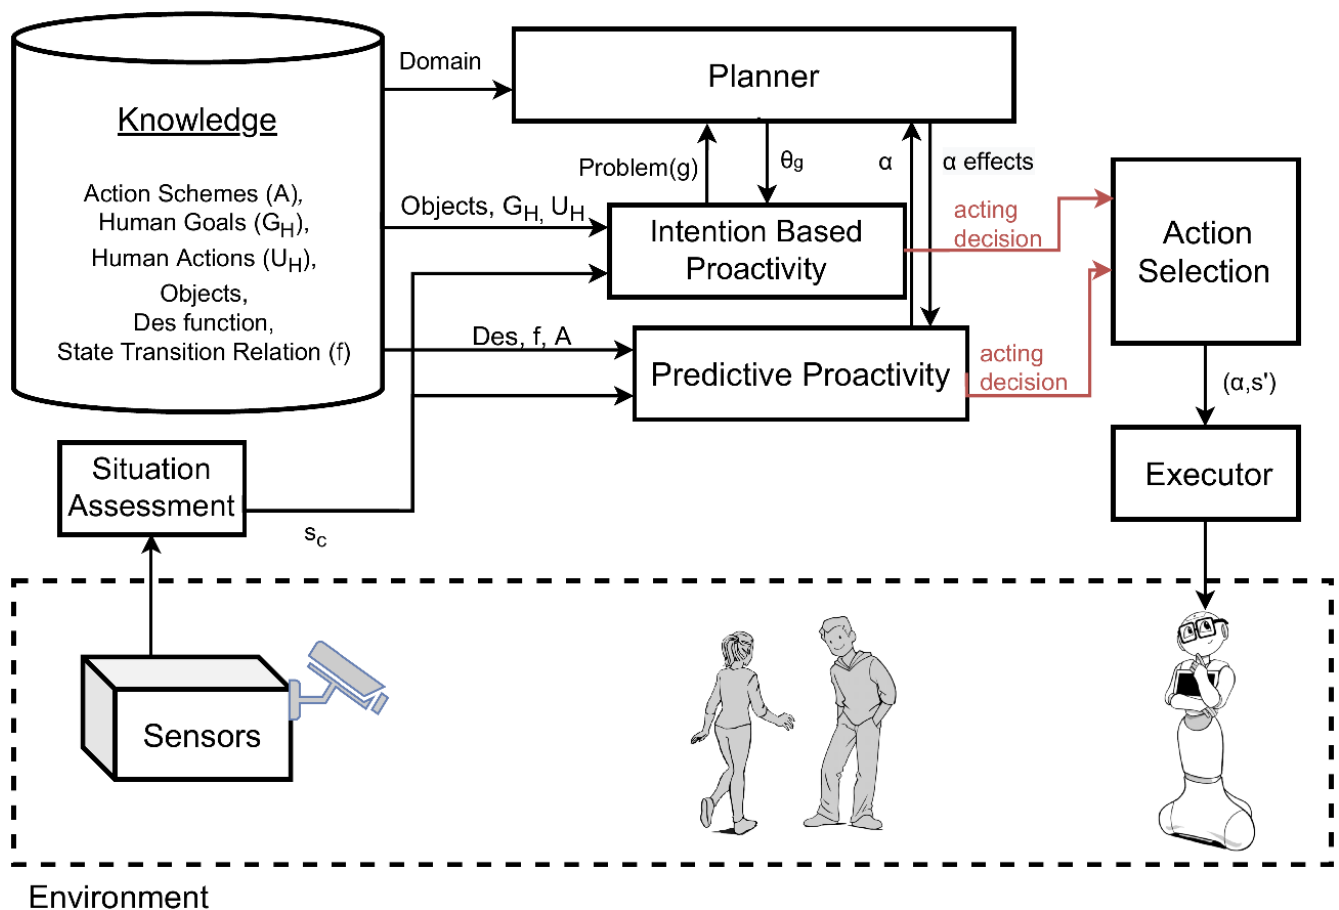 Knowledge
Action Schemes (A),
Human Goals (G_H),
Human Actions (U_H),
Objects,
Des function,
State Transition Relation (f)
Domain
Planner
Problem(g)
θ_g
α
α effects
Objects, G_H, U_H
Intention Based
Proactivity
acting
decision
Action
Selection
Des, f, A
Predictive Proactivity
acting
decision
(α,s')
Executor
Situation
Assessment
s_c
Sensors
Environment